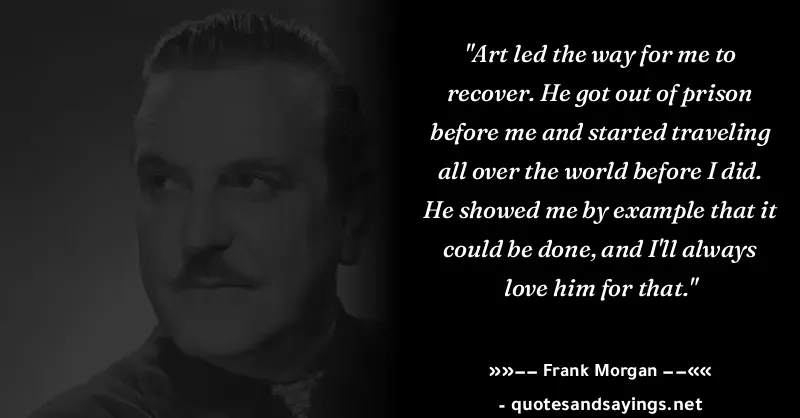 "Art led the way for me to
recover. He got out of prison
before me and started traveling
all over the world before I did.
He showed me by example that it
could be done, and I'll always
love him for that."
»»—— Frank Morgan ——««
- quotesandsayings.net